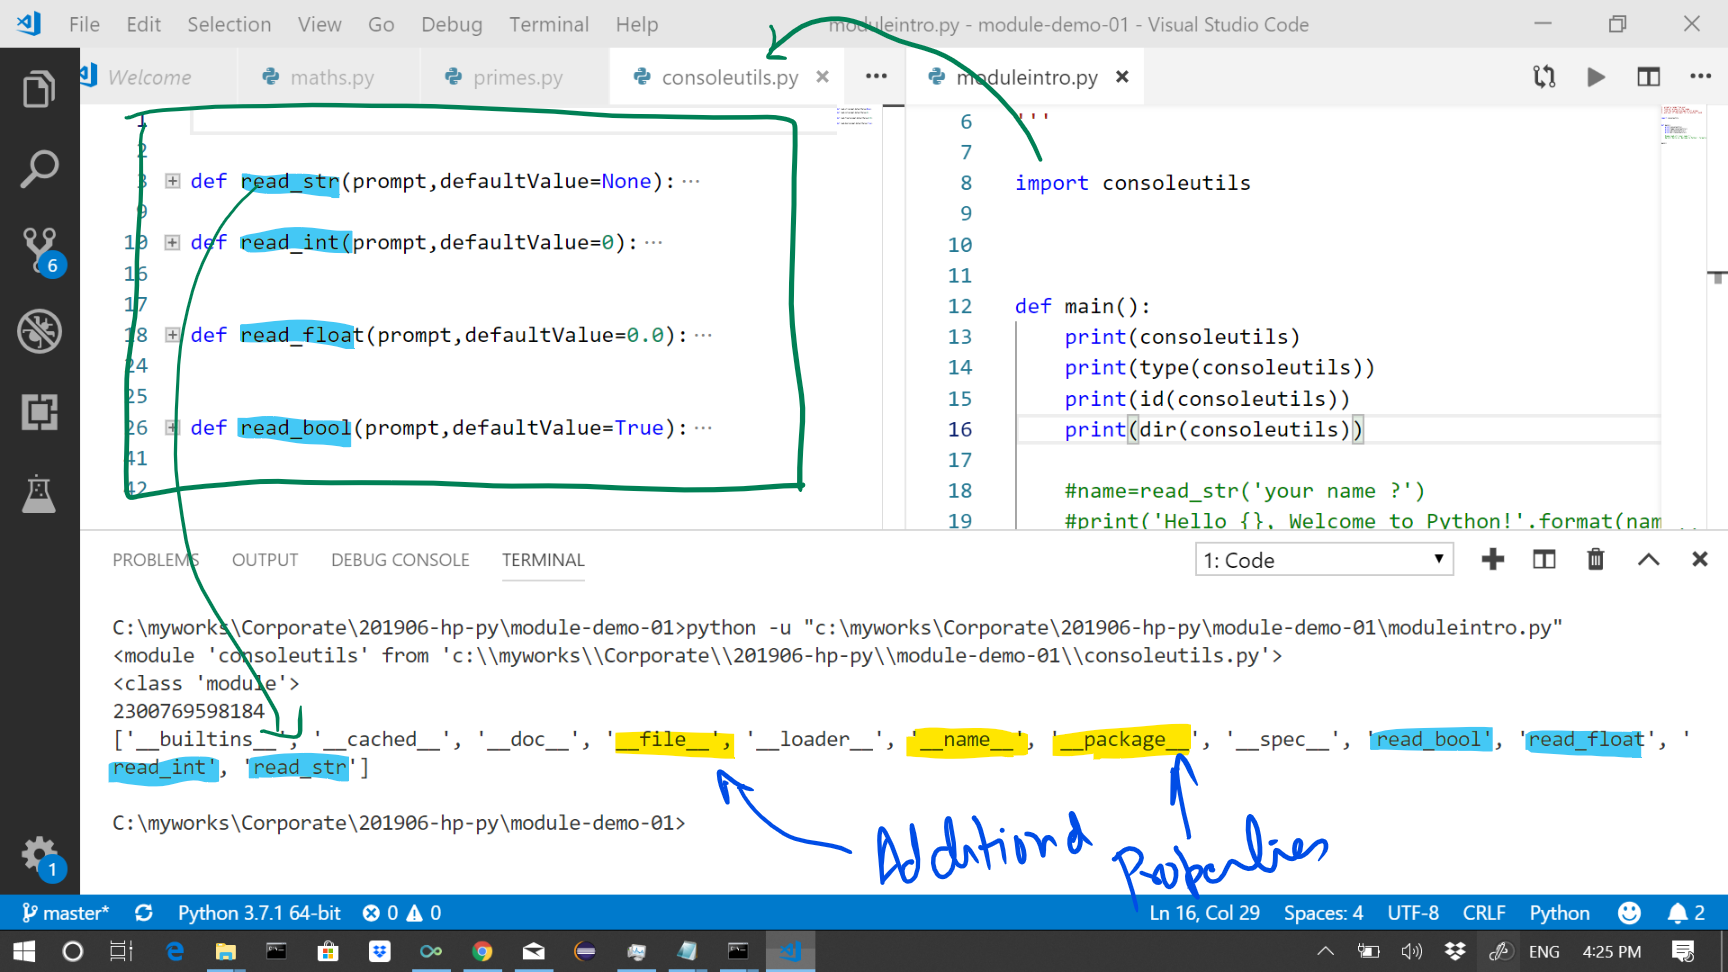 File Edit Selection View Go Debug Terminal Help moduleintro.py - module-demo-01 - Visual Studio Code
Welcome maths.py primes.py consoleutils.py moduleintro.py
1
2
3 def read_str(prompt,defaultValue=None): ...
9
10 def read_int(prompt,defaultValue=0): ...
16
17
18 def read_float(prompt,defaultValue=0.0): ...
24
25
26 def read_bool(prompt,defaultValue=True): ...
41
42
6 '''
7
8 import consoleutils
9
10
11
12 def main():
13 print(consoleutils)
14 print(type(consoleutils))
15 print(id(consoleutils))
16 print(dir(consoleutils))
17
18 #name=read_str('your name ?')
19 #print('Hello {}, Welcome to Python!'.format(nam
6
PROBLEMS OUTPUT DEBUG CONSOLE TERMINAL 1: Code
C:\myworks\Corporate\201906-hp-py\module-demo-01>python -u "c:\myworks\Corporate\201906-hp-py\module-demo-01\moduleintro.py"
<module 'consoleutils' from 'c:\\myworks\\Corporate\\201906-hp-py\\module-demo-01\\consoleutils.py'>
<class 'module'>
2300769598184
['__builtins__', '__cached__', '__doc__', '__file__', '__loader__', '__name__', '__package__', '__spec__', 'read_bool', 'read_float', '
read_int', 'read_str']
C:\myworks\Corporate\201906-hp-py\module-demo-01>
Additional Properties
1
master* Python 3.7.1 64-bit 0 0 Ln 16, Col 29 Spaces: 4 UTF-8 CRLF Python 2
ENG 4:25 PM